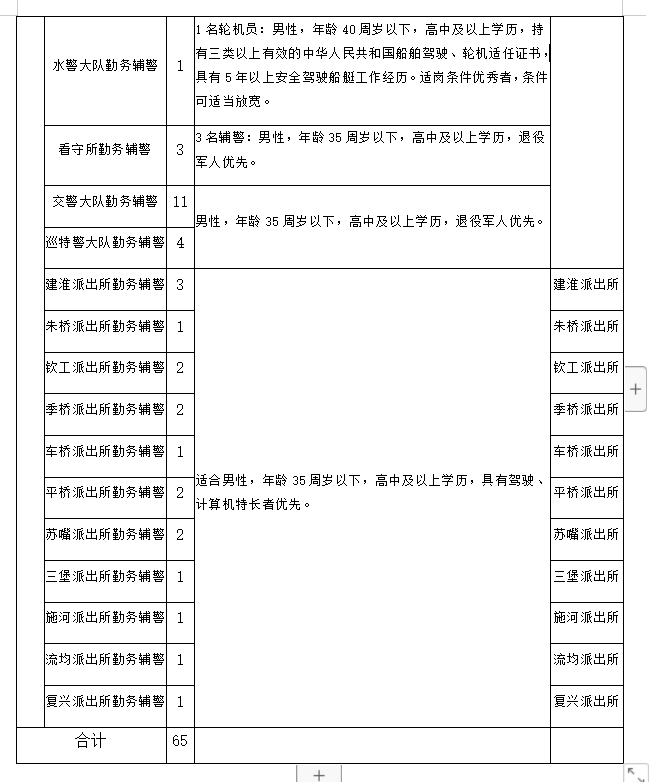 水警大队勤务辅警
1
1名轮机员：男性，年龄40周岁以下，高中及以上学历，持
有三类以上有效的中华人民共和国船舶驾驶、轮机适任证书，
具有5年以上安全驾驶船艇工作经历。适岗条件优秀者，条件
可适当放宽。
看守所勤务辅警
3
3名辅警：男性，年龄35周岁以下，高中及以上学历，退役
军人优先。
交警大队勤务辅警
11
男性，年龄35周岁以下，高中及以上学历，退役军人优先。
巡特警大队勤务辅警
4
建淮派出所勤务辅警
3
建淮派出所
朱桥派出所勤务辅警
1
朱桥派出所
钦工派出所勤务辅警
2
钦工派出所
季桥派出所勤务辅警
2
季桥派出所
车桥派出所勤务辅警
1
车桥派出所
适合男性，年龄35周岁以下，高中及以上学历，具有驾驶、
计算机特长者优先。
平桥派出所勤务辅警
2
平桥派出所
苏嘴派出所勤务辅警
2
苏嘴派出所
三堡派出所勤务辅警
1
三堡派出所
施河派出所勤务辅警
1
施河派出所
流均派出所勤务辅警
1
流均派出所
复兴派出所勤务辅警
1
复兴派出所
合计
65